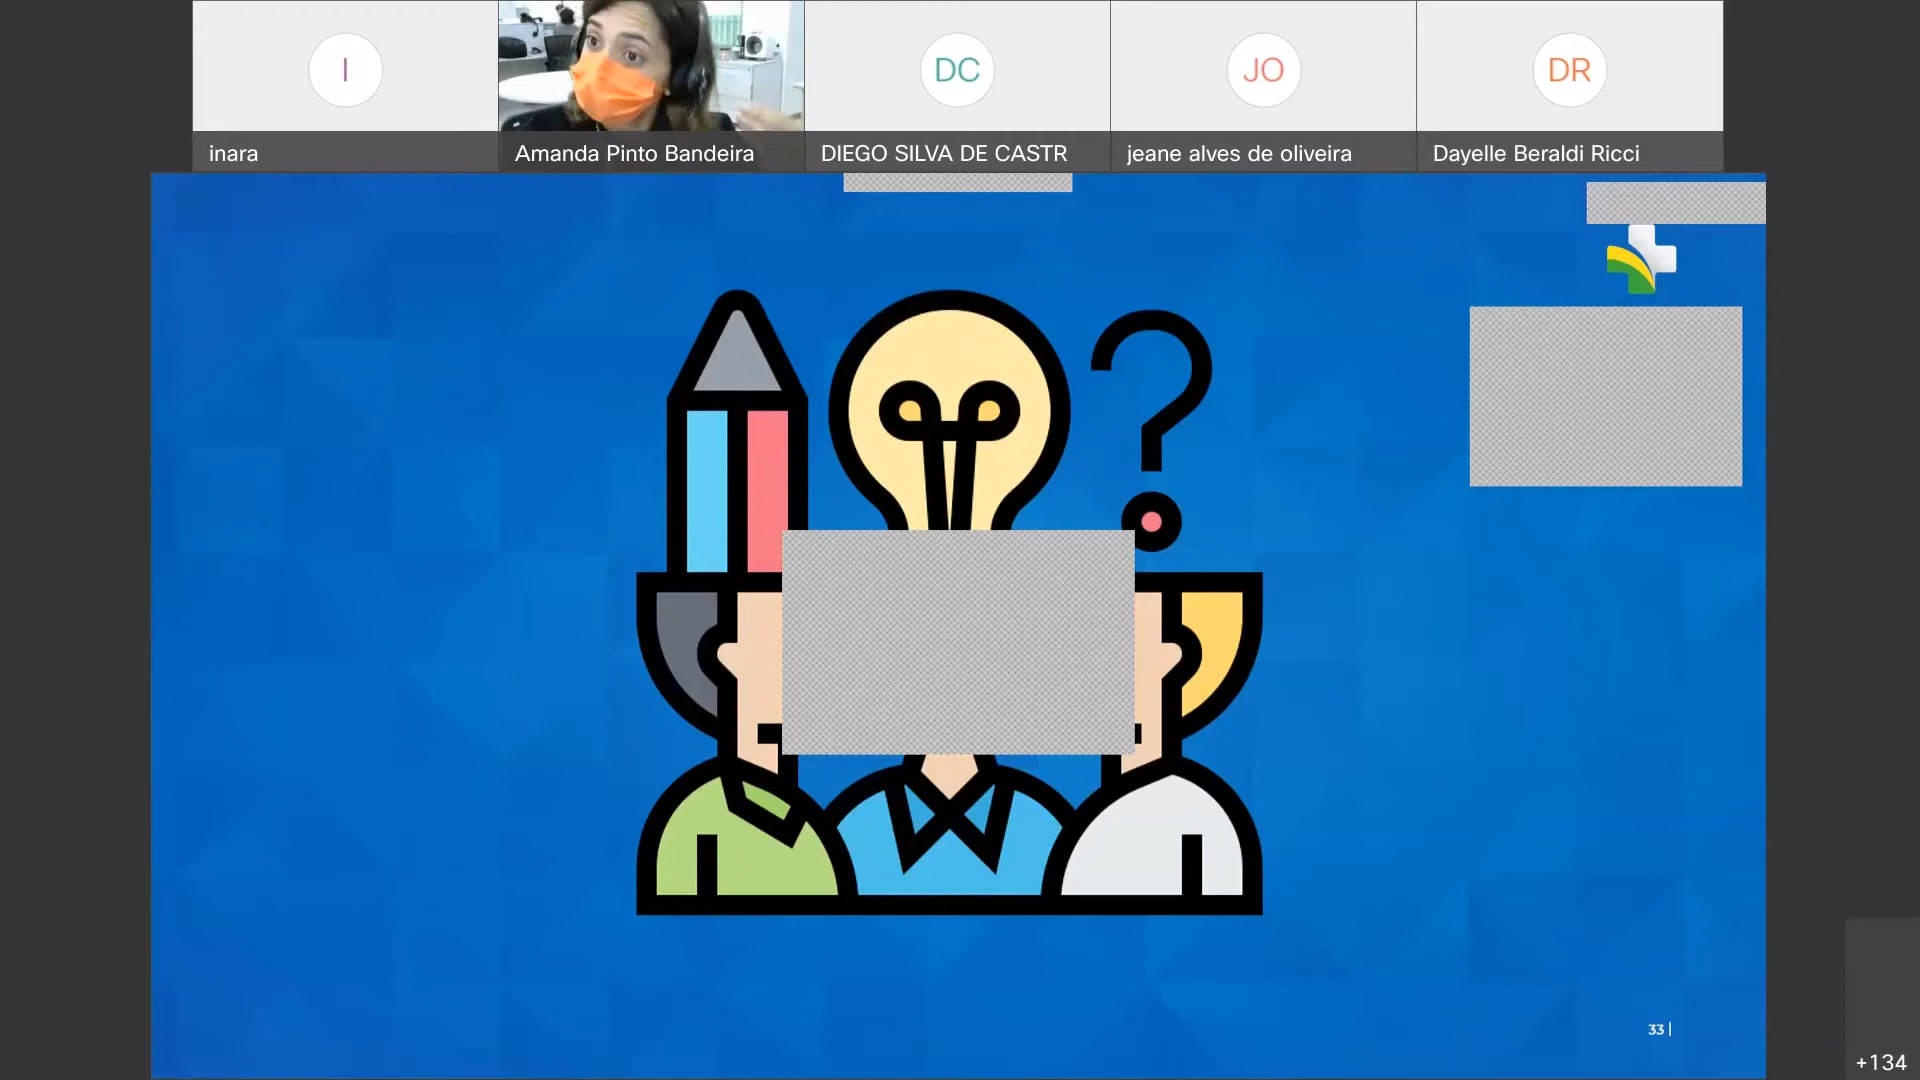 I
DC
JO
DR
inara
Amanda Pinto Bandeira
DIEGO SILVA DE CASTR
jeane alves de oliveira
Dayelle Beraldi Ricci
?
33 |
+134